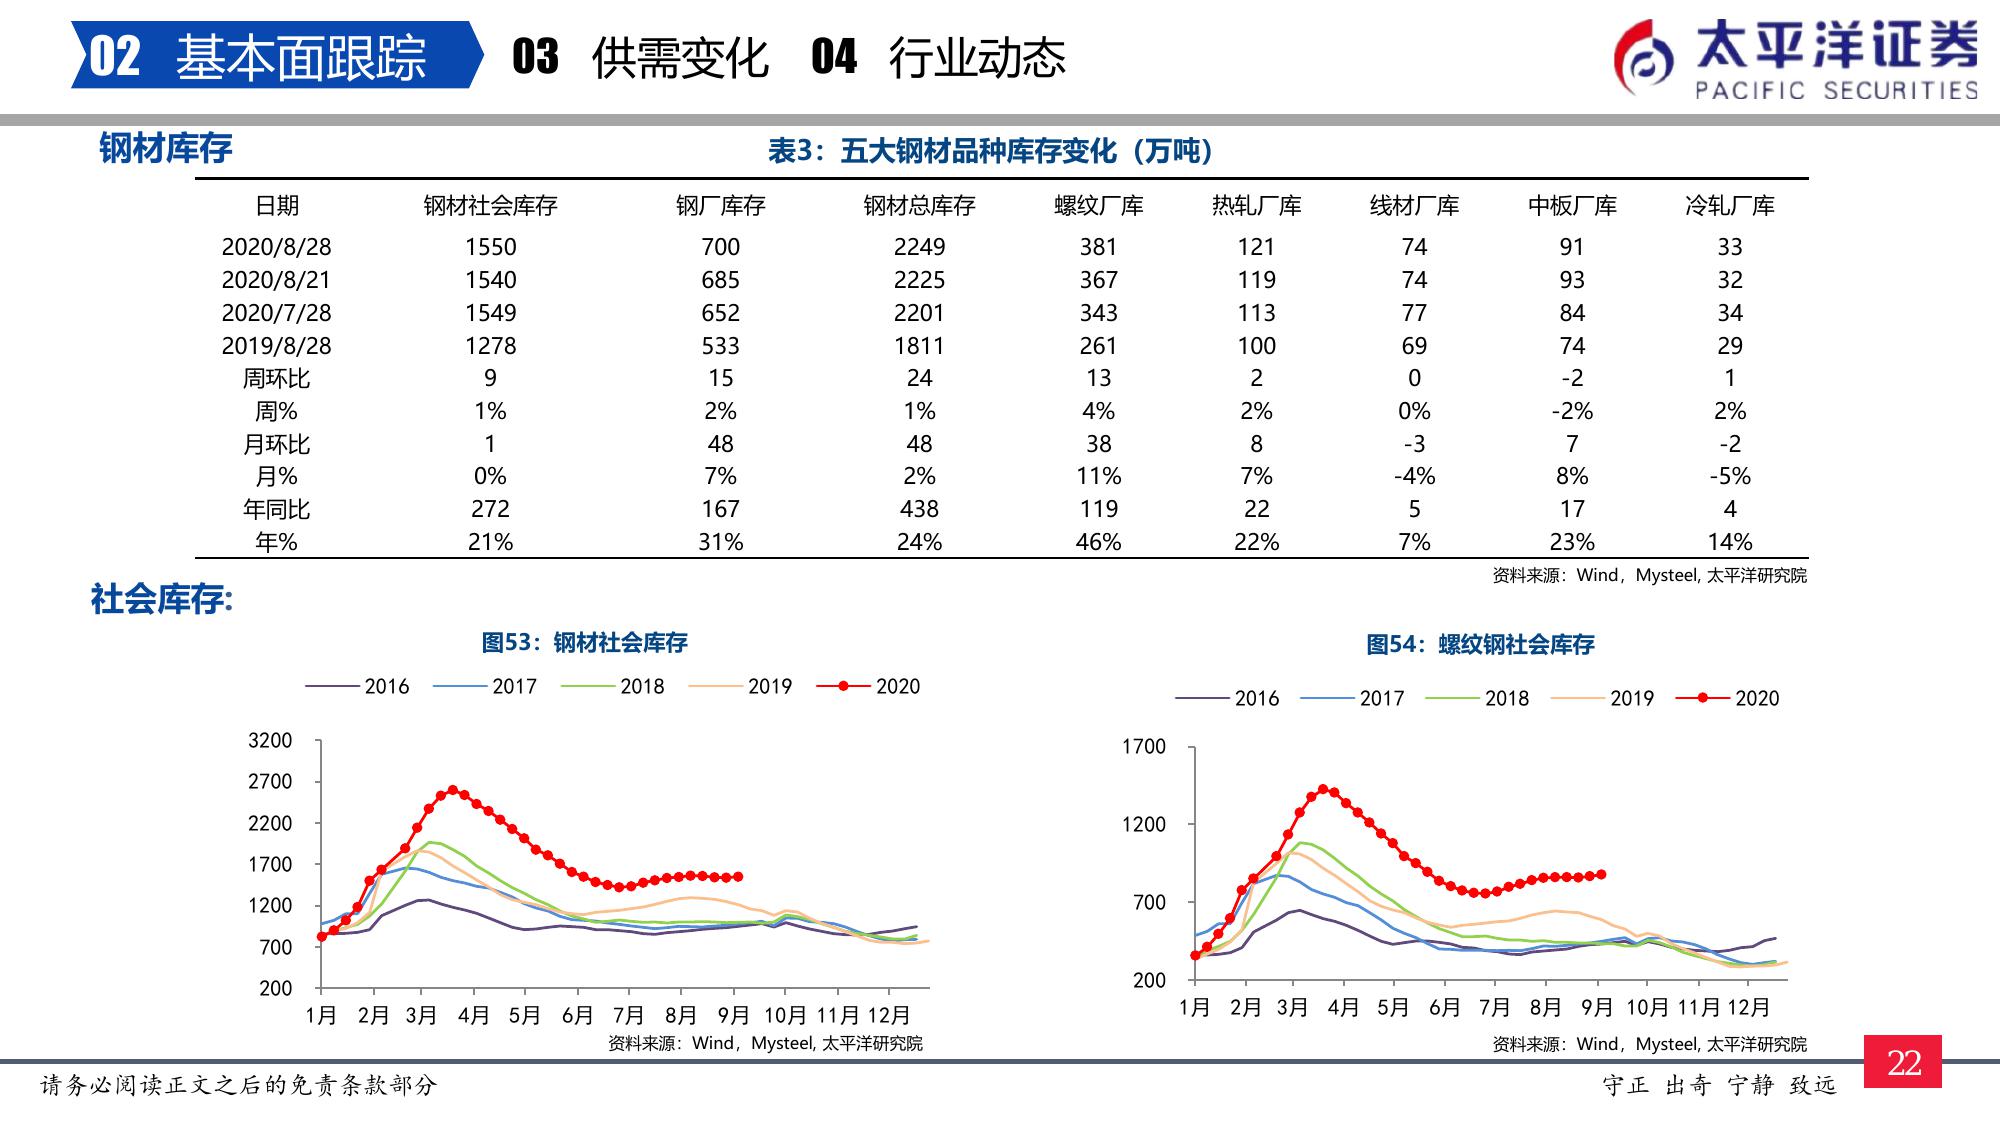 02 基本面跟踪 03 供需变化 04 行业动态
太平洋证券
PACIFIC SECURITIES
钢材库存
表3：五大钢材品种库存变化（万吨）
日期 钢材社会库存 钢厂库存 钢材总库存 螺纹厂库 热轧厂库 线材厂库 中板厂库 冷轧厂库
2020/8/28 1550 700 2249 381 121 74 91 33
2020/8/21 1540 685 2225 367 119 74 93 32
2020/7/28 1549 652 2201 343 113 77 84 34
2019/8/28 1278 533 1811 261 100 69 74 29
周环比 9 15 24 13 2 0 -2 1
周% 1% 2% 1% 4% 2% 0% -2% 2%
月环比 1 48 48 38 8 -3 7 -2
月% 0% 7% 2% 11% 7% -4% 8% -5%
年同比 272 167 438 119 22 5 17 4
年% 21% 31% 24% 46% 22% 7% 23% 14%
资料来源：Wind，Mysteel, 太平洋研究院
社会库存:
图53：钢材社会库存
2016 2017 2018 2019 2020
3200
2700
2200
1700
1200
700
200
1月 2月 3月 4月 5月 6月 7月 8月 9月 10月 11月 12月
资料来源：Wind，Mysteel, 太平洋研究院
图54：螺纹钢社会库存
2016 2017 2018 2019 2020
1700
1200
700
200
1月 2月 3月 4月 5月 6月 7月 8月 9月 10月 11月 12月
资料来源：Wind，Mysteel, 太平洋研究院
请务必阅读正文之后的免责条款部分
守正 出奇 宁静 致远
22